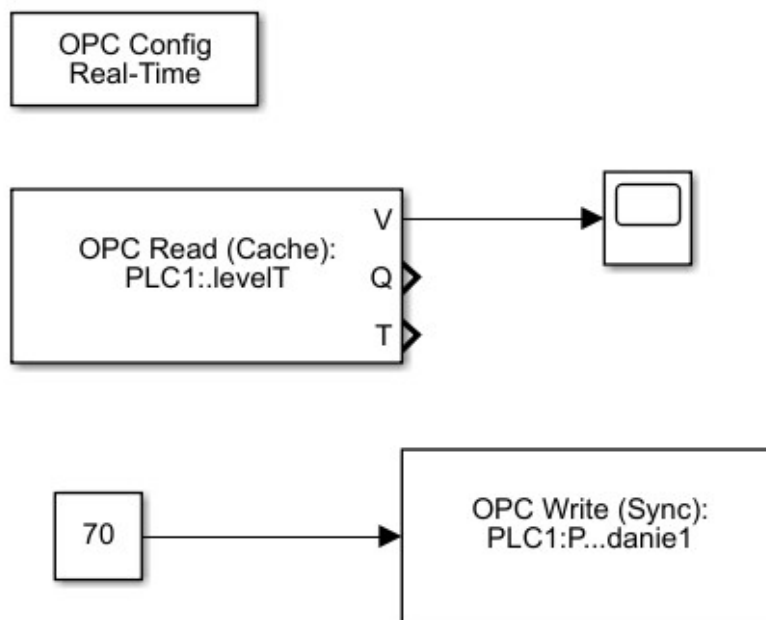 OPC Config
Real-Time
V
OPC Read (Cache):
PLC1:.levelT
Q
T
70
OPC Write (Sync):
PLC1:P...danie1